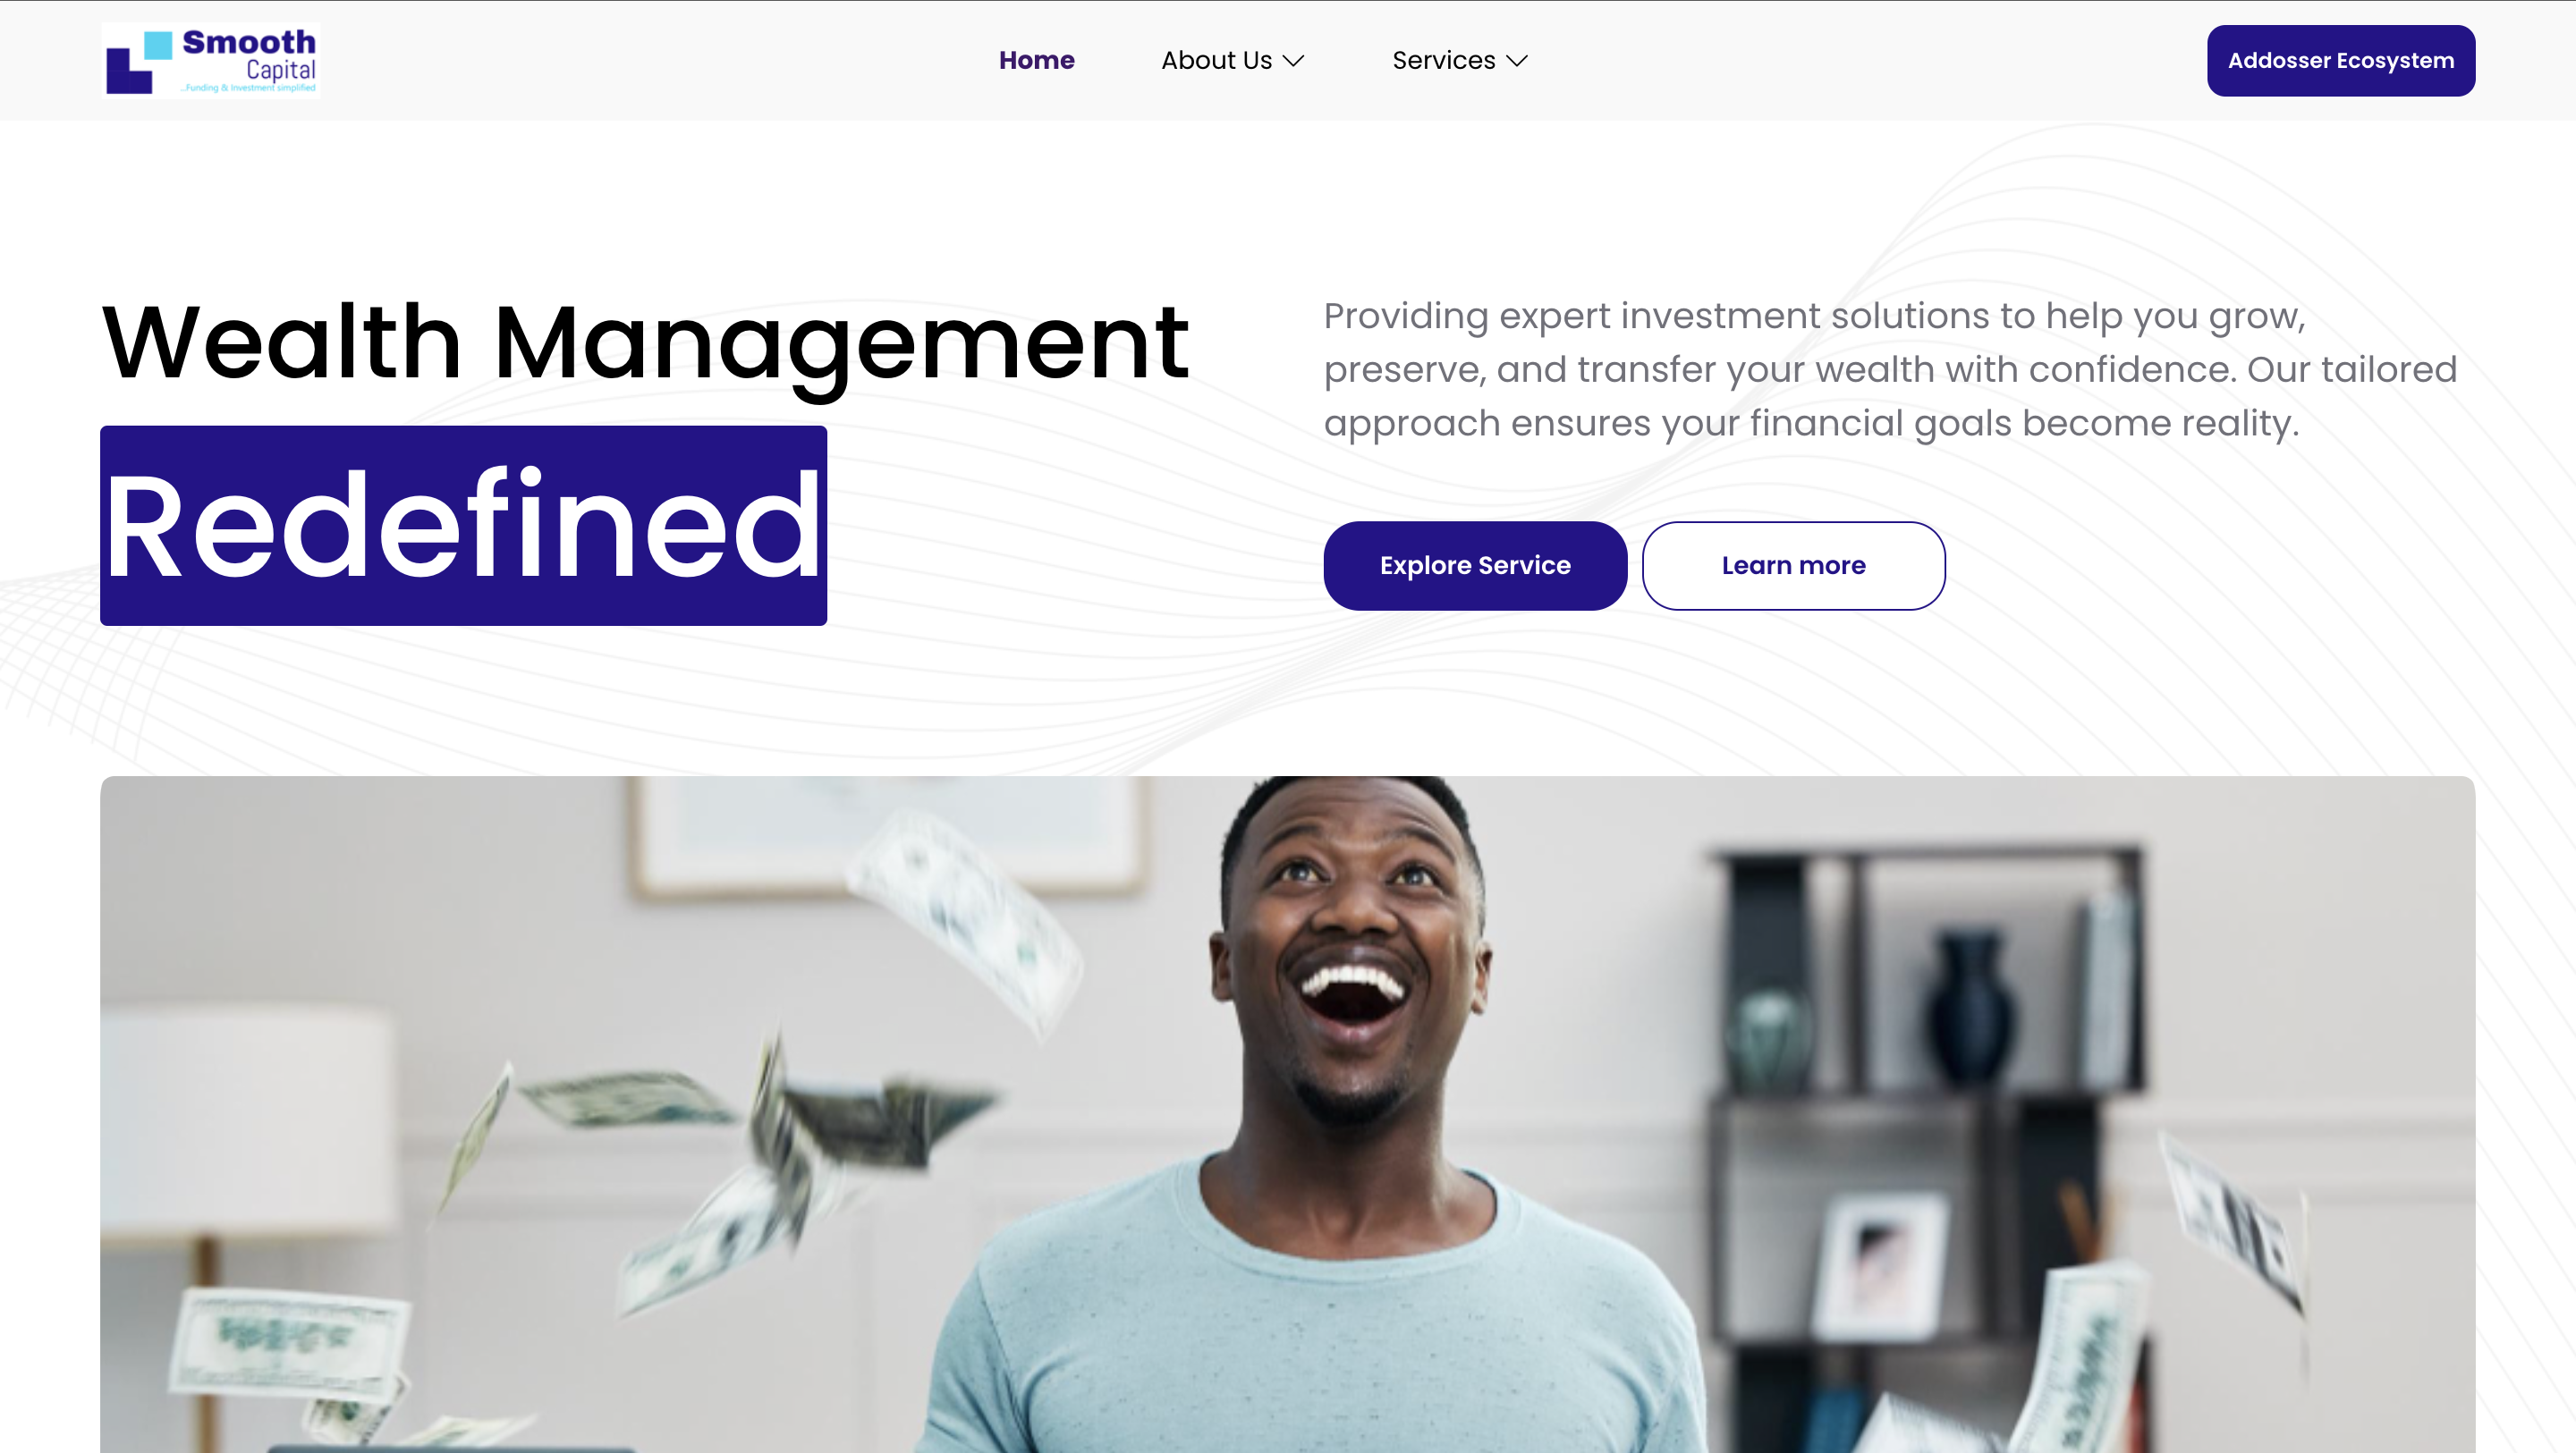 Smooth
Capital
...Funding & Investment simplified
Home
About Us
Services
Addosser Ecosystem
Wealth Management
Redefined
Providing expert investment solutions to help you grow,
preserve, and transfer your wealth with confidence. Our tailored
approach ensures your financial goals become reality.
Explore Service
Learn more